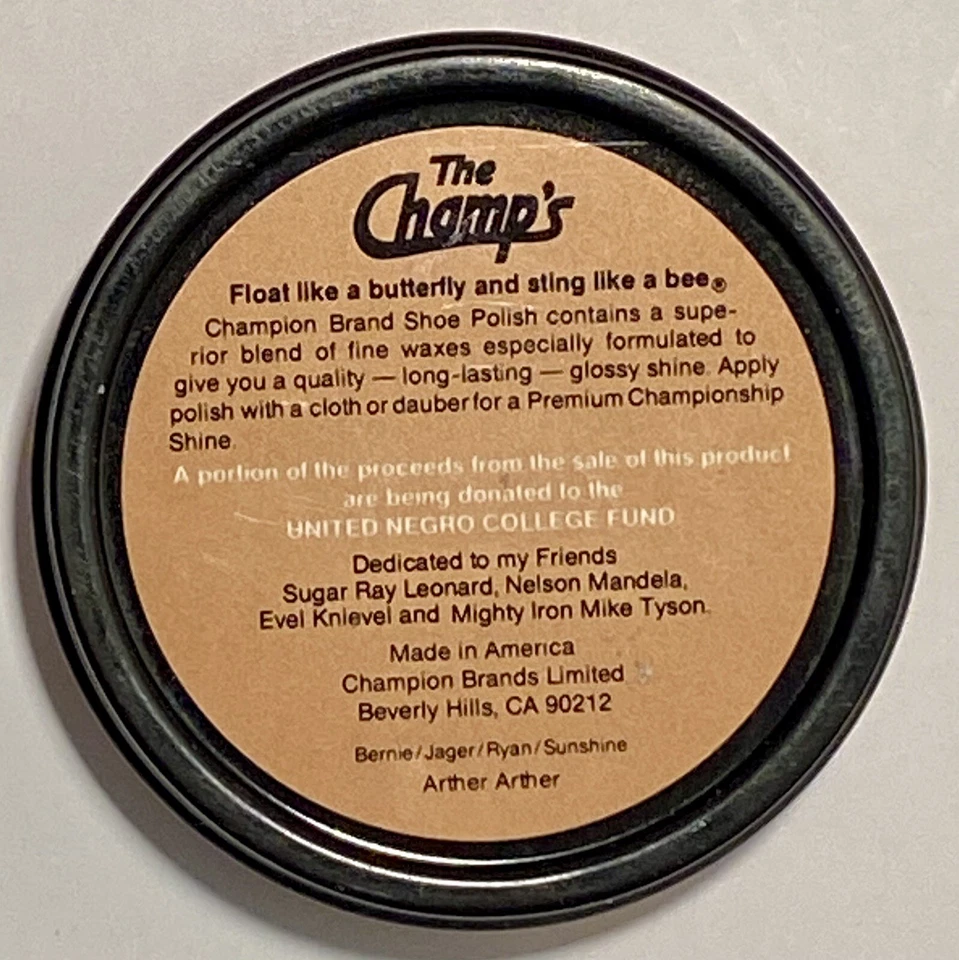 The
Champ's
Float like a butterfly and sting like a bee®
Champion Brand Shoe Polish contains a supe-
rior blend of fine waxes especially formulated to
give you a quality — long-lasting — glossy shine. Apply
polish with a cloth or dauber for a Premium Championship
Shine.
A portion of the proceeds from the sale of this product
are being donated to the
UNITED NEGRO COLLEGE FUND
Dedicated to my Friends
Sugar Ray Leonard, Nelson Mandela,
Evel Knievel and Mighty Iron Mike Tyson.
Made in America
Champion Brands Limited
Beverly Hills, CA 90212
Bernie/Jager/Ryan/Sunshine
Arther Arther